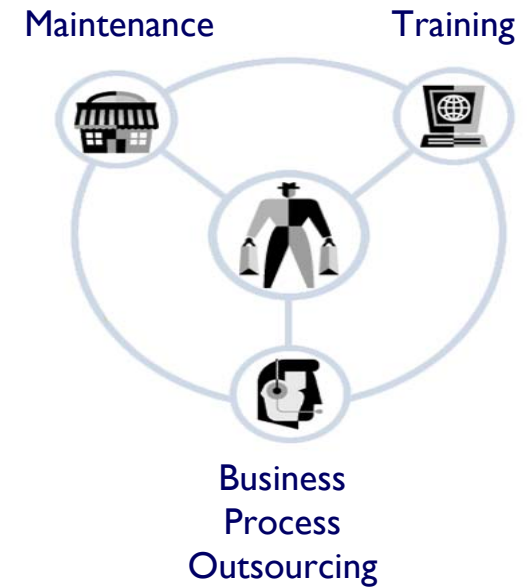 Maintenance
Training
Business
Process
Outsourcing